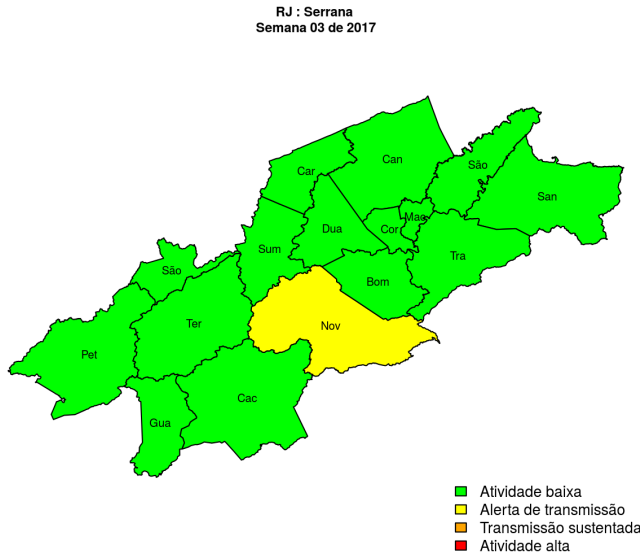 RJ : Serrana
Semana 03 de 2017
Can
São
Car
San
Mac
Dua
Cor
Sum
Tra
São
Bom
Ter
Nov
Pet
Cac
Gua
Atividade baixa
Alerta de transmissão
Transmissão sustentada
Atividade alta